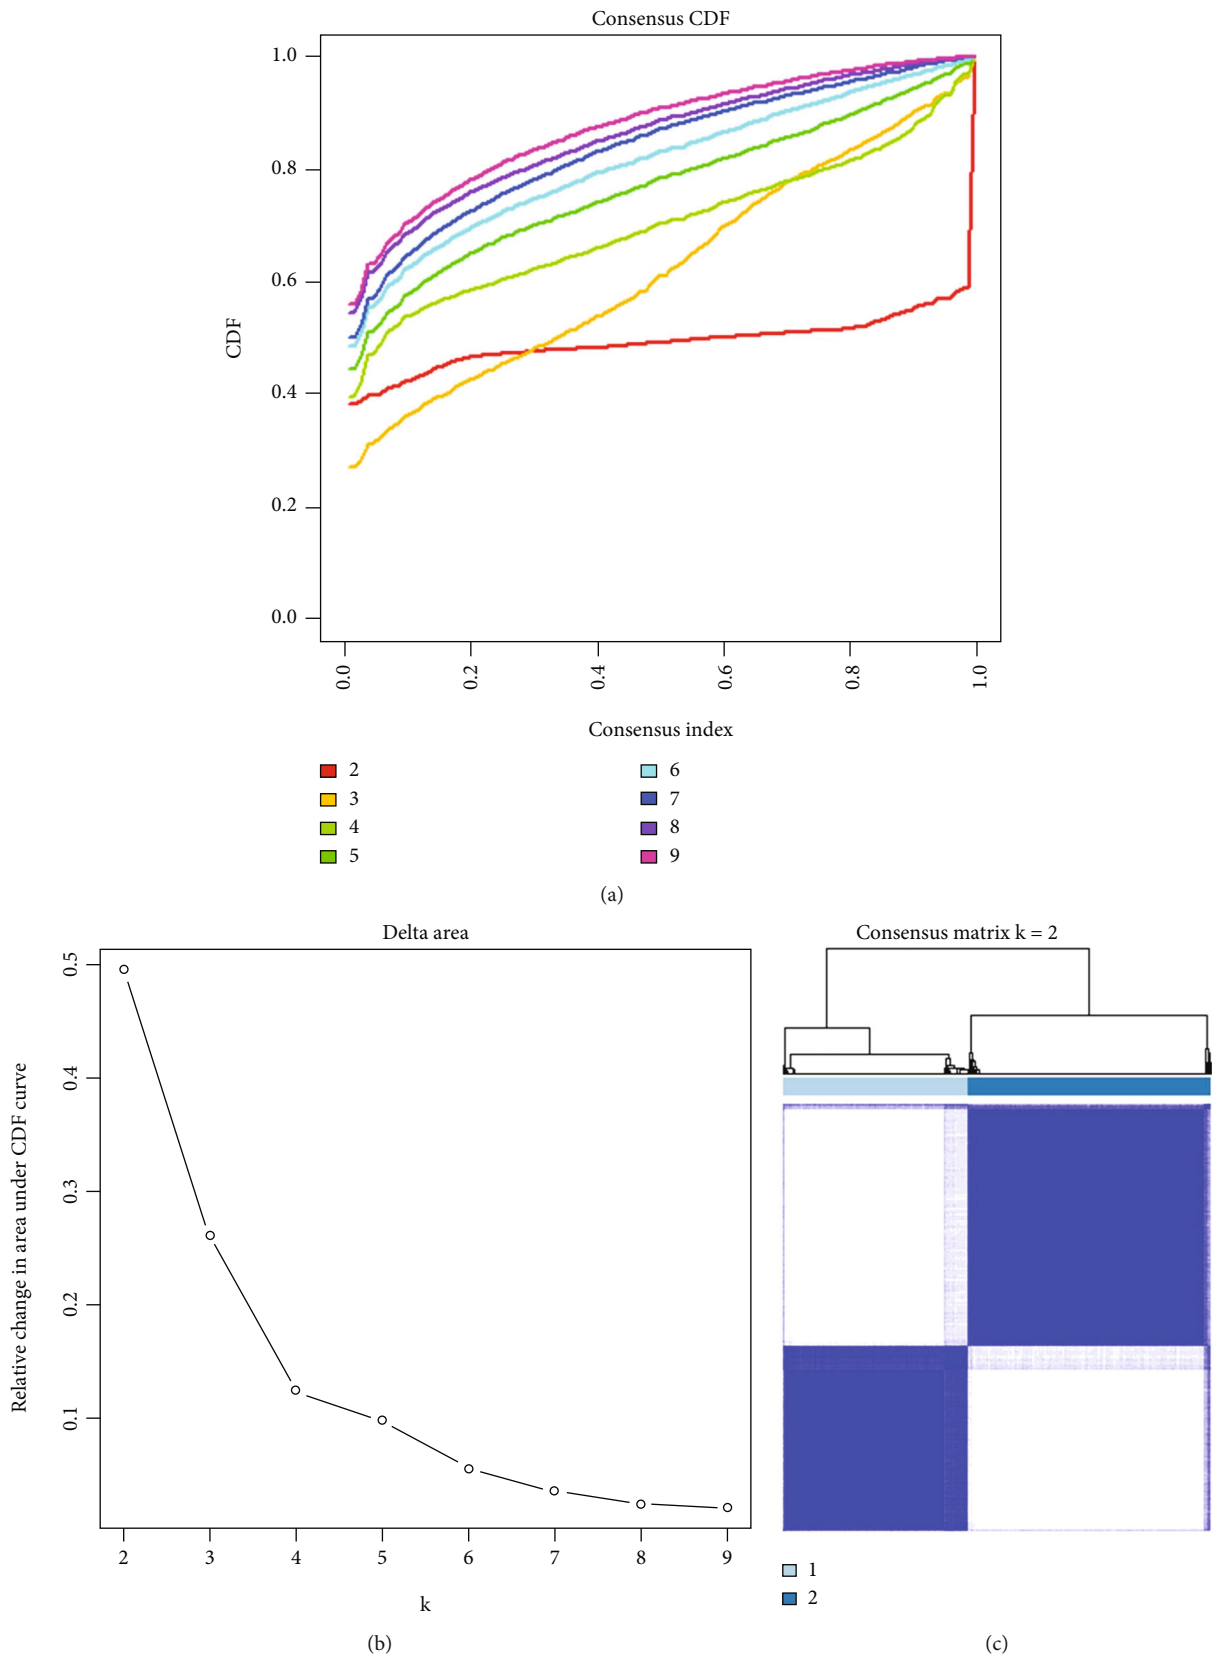 Consensus CDF
CDF
1.0
0.8
0.6
0.4
0.2
0.0
0.0 0.2 0.4 0.6 0.8 1.0
Consensus index
2 6
3 7
4 8
5 9
(a)
Delta area
Relative change in area under CDF curve
0.5
0.4
0.3
0.2
0.1
2 3 4 5 6 7 8 9
k
(b)
Consensus matrix k = 2
1
2
(c)